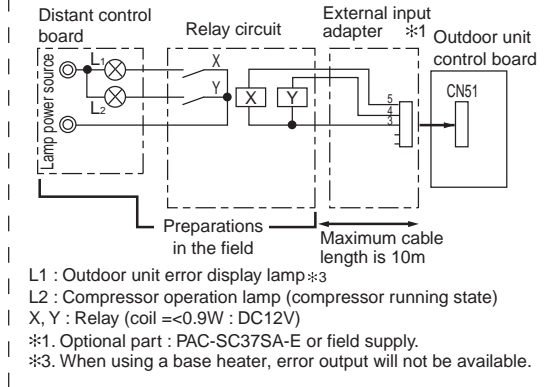 Distant control
board
Relay circuit
External input
adapter ※1
Outdoor unit
control board
Lamp power source
L1
L2
X
Y
X
Y
5
4
3
CN51
Preparations
in the field
Maximum cable
length is 10m
L1 : Outdoor unit error display lamp※3
L2 : Compressor operation lamp (compressor running state)
X, Y : Relay (coil =<0.9W : DC12V)
※1. Optional part : PAC-SC37SA-E or field supply.
※3. When using a base heater, error output will not be available.